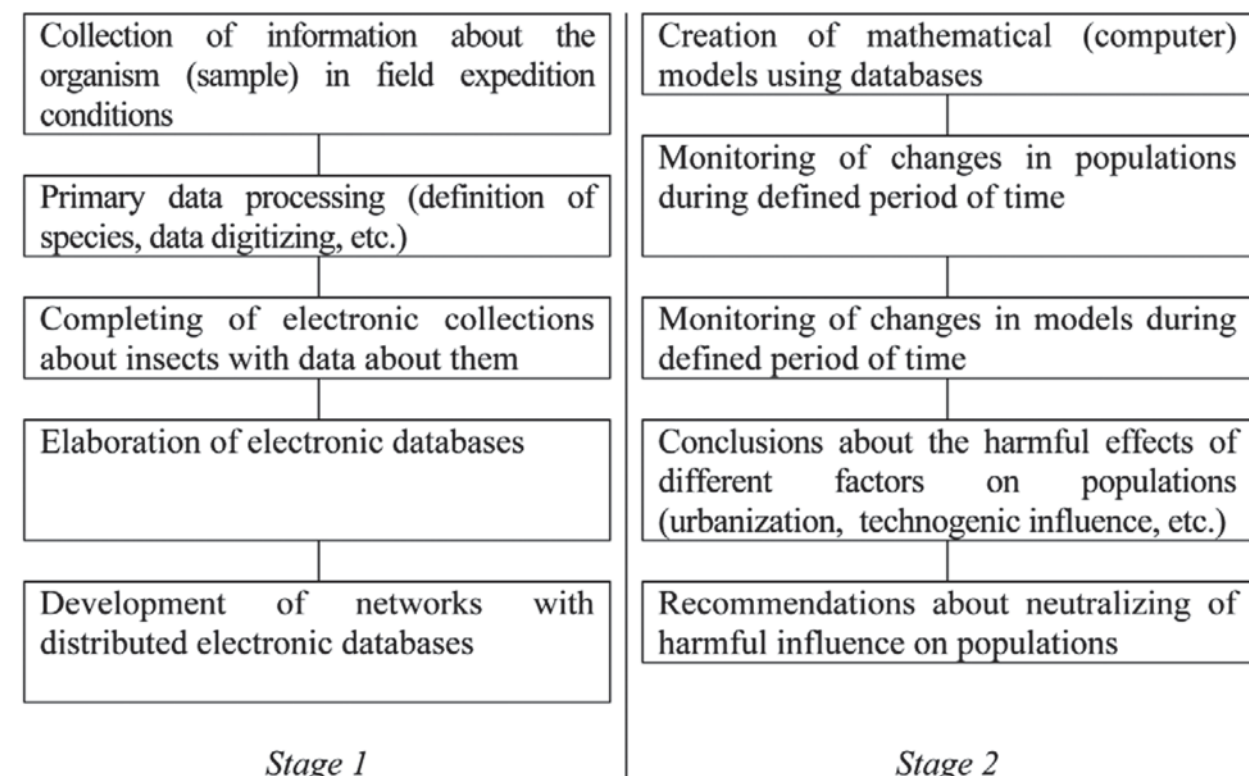 Collection of information about the
organism (sample) in field expedition
conditions
Primary data processing (definition of
species, data digitizing, etc.)
Completing of electronic collections
about insects with data about them
Elaboration of electronic databases
Development of networks with
distributed electronic databases
Stage 1
Creation of mathematical (computer)
models using databases
Monitoring of changes in populations
during defined period of time
Monitoring of changes in models during
defined period of time
Conclusions about the harmful effects of
different factors on populations
(urbanization, technogenic influence, etc.)
Recommendations about neutralizing of
harmful influence on populations
Stage 2